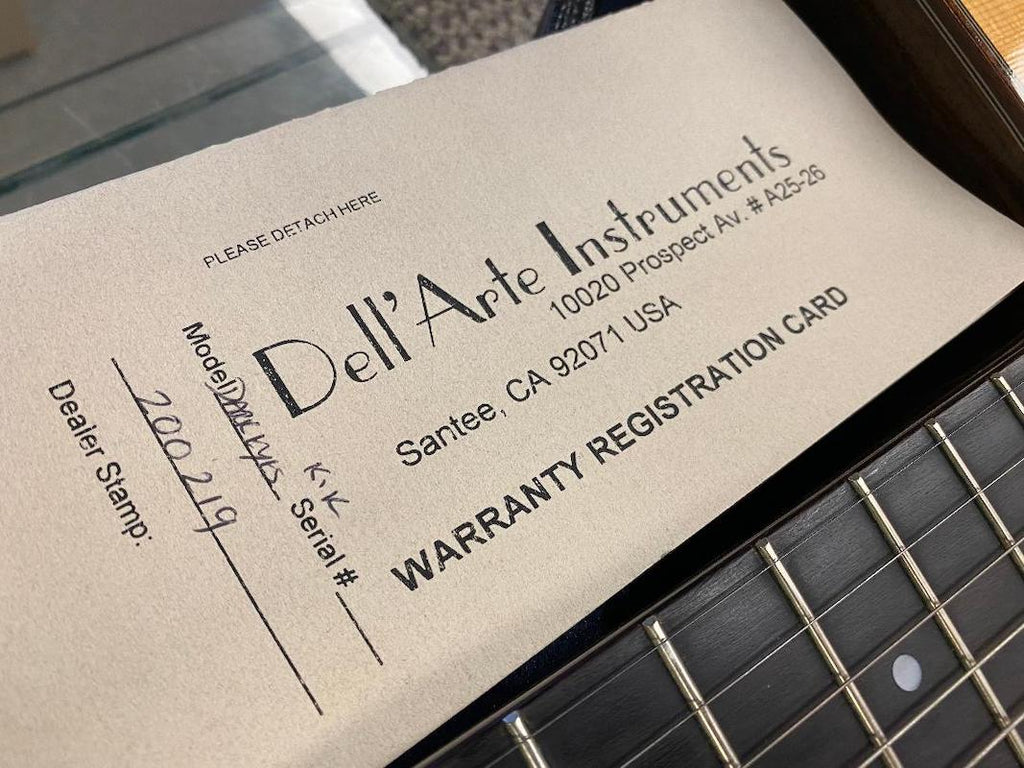 PLEASE DETACH HERE
Dell'Arte Instruments
10020 Prospect Av. # A25-26
Santee, CA 92071 USA
WARRANTY REGISTRATION CARD
K.K
Model Serial #
200219
Dealer Stamp: